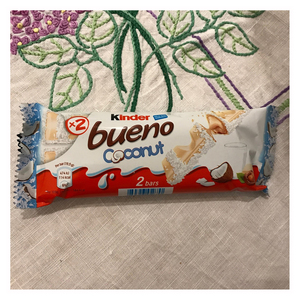 x2
Kinder
bueno
Coconut
2 bars